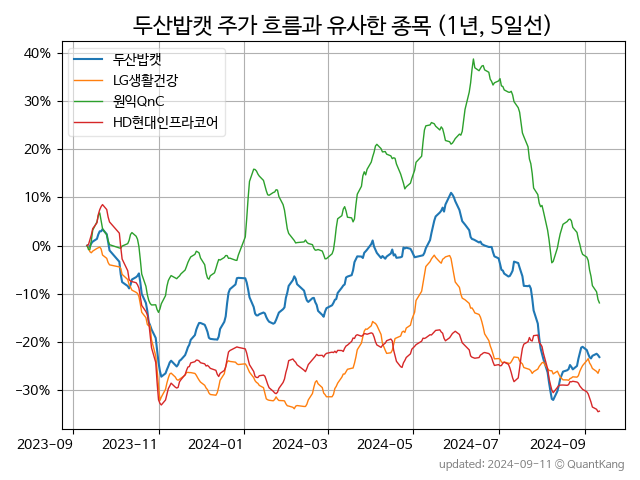 두산밥캣 주가 흐름과 유사한 종목 (1년, 5일선)
두산밥캣
LG생활건강
원익QnC
HD현대인프라코어
40%
30%
20%
10%
0%
−10%
−20%
−30%
2023-09
2023-11
2024-01
2024-03
2024-05
2024-07
2024-09
updated: 2024-09-11 © QuantKang